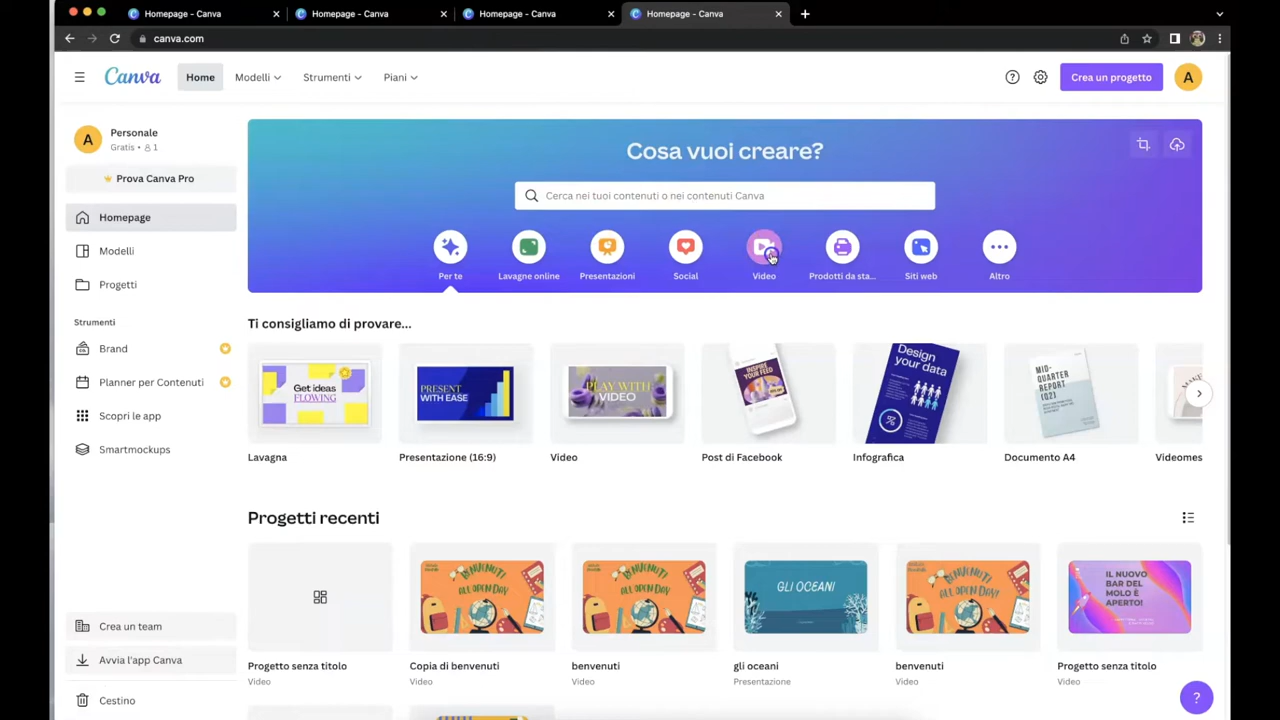 Homepage - Canva
Homepage - Canva
Homepage - Canva
Homepage - Canva
canva.com
Canva
Home
Modelli
Strumenti
Piani
Crea un progetto
A
A
Personale
Gratis • 1
Prova Canva Pro
Homepage
Modelli
Progetti
Strumenti
Brand
Planner per Contenuti
Scopri le app
Smartmockups
Crea un team
Avvia l'app Canva
Cestino
Cosa vuoi creare?
Cerca nei tuoi contenuti o nei contenuti Canva
Per te
Lavagne online
Presentazioni
Social
Video
Prodotti da sta...
Siti web
Altro
Ti consigliamo di provare...
Get ideas
FLOWING
PRESENT
WITH EASE
PLAY WITH
VIDEO
INSPIRE
YOUR FEED
Design
your data
MID-
QUARTER
REPORT
[Q2]
Lavagna
Presentazione (16:9)
Video
Post di Facebook
Infografica
Documento A4
Videomes
Progetti recenti
BENVENUTI
ALL'OPEN DAY!
BENVENUTI
ALL'OPEN DAY!
GLI OCEANI
BENVENUTI
ALL'OPEN DAY!
IL NUOVO
BAR DEL
MOLO È
APERTO!
Progetto senza titolo
Video
Copia di benvenuti
Video
benvenuti
Video
gli oceani
Presentazione
benvenuti
Video
Progetto senza titolo
Video
?